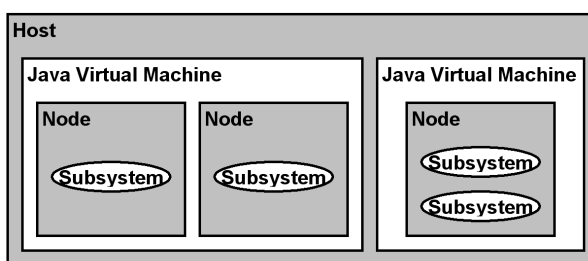 Host
Java Virtual Machine
Node
Subsystem
Node
Subsystem
Java Virtual Machine
Node
Subsystem
Subsystem